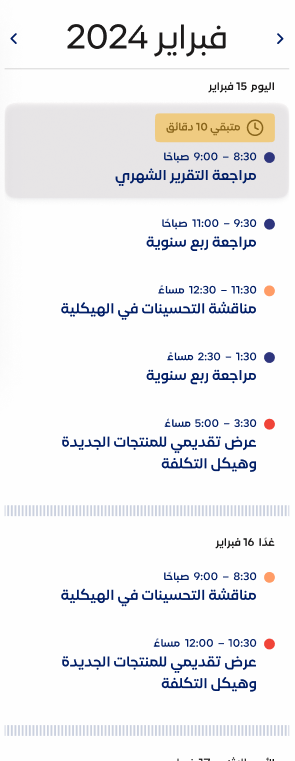 فبراير 2024
اليوم 15 فبراير
متبقي 10 دقائق
8:30 – 9:00 صباحًا
مراجعة التقرير الشهري
9:30 – 11:00 صباحًا
مراجعة ربع سنوية
11:30 – 12:30 مساءً
مناقشة التحسينات في الهيكلية
1:30 – 2:30 مساءً
مراجعة ربع سنوية
3:30 – 5:00 مساءً
عرض تقديمي للمنتجات الجديدة
وهيكل التكلفة
غدًا 16 فبراير
8:30 – 9:00 صباحًا
مناقشة التحسينات في الهيكلية
10:30 – 12:00 مساءً
عرض تقديمي للمنتجات الجديدة
وهيكل التكلفة